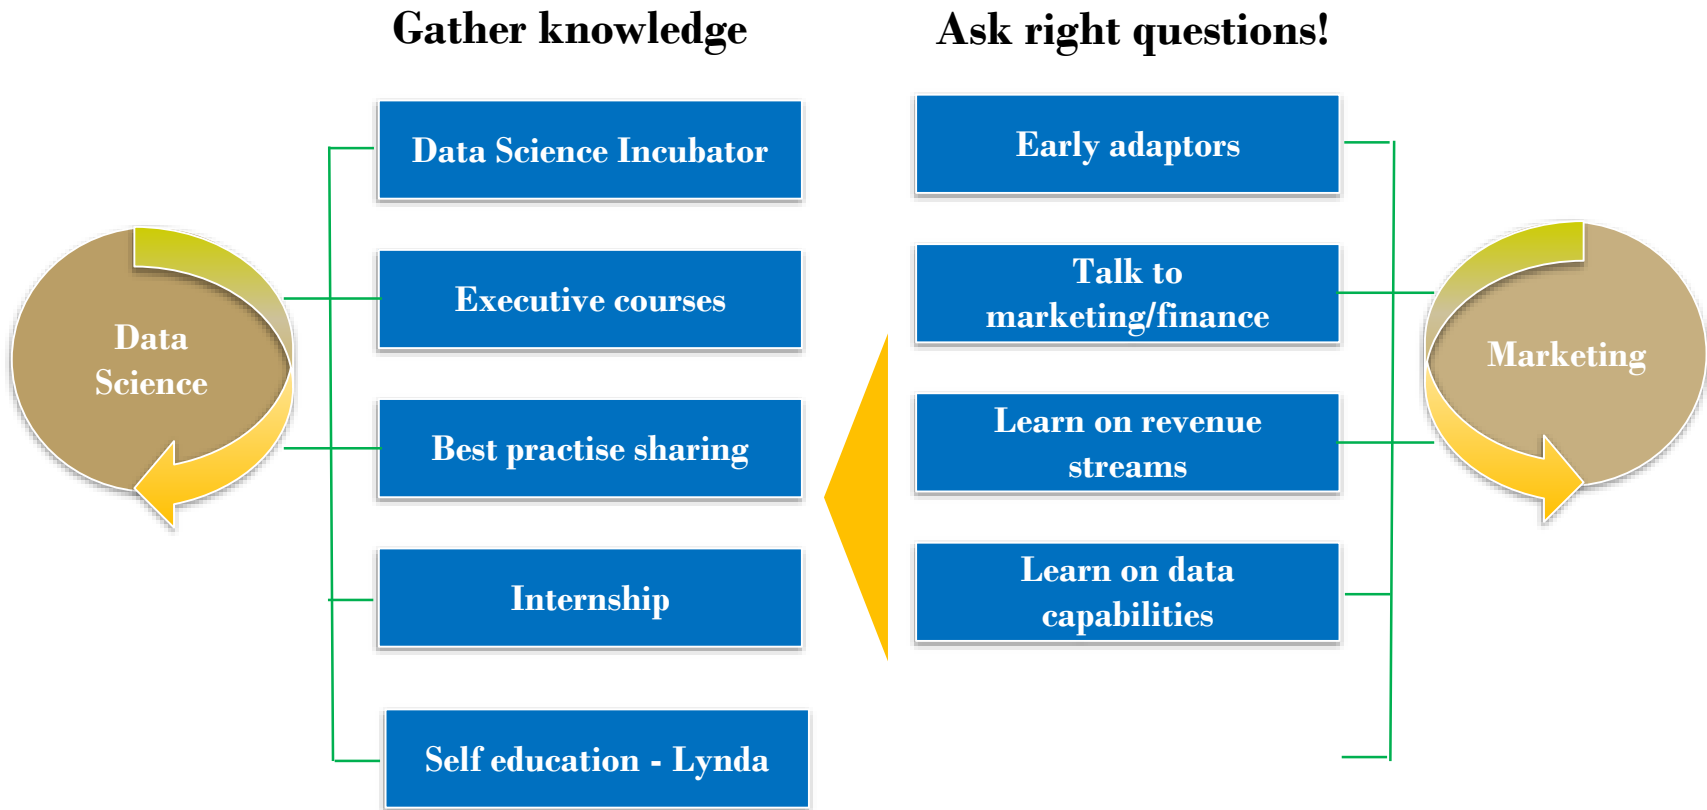 Gather knowledge
Ask right questions!
Data Science Incubator
Executive courses
Best practise sharing
Internship
Self education - Lynda
Data
Science
Early adaptors
Talk to
marketing/finance
Learn on revenue
streams
Learn on data
capabilities
Marketing